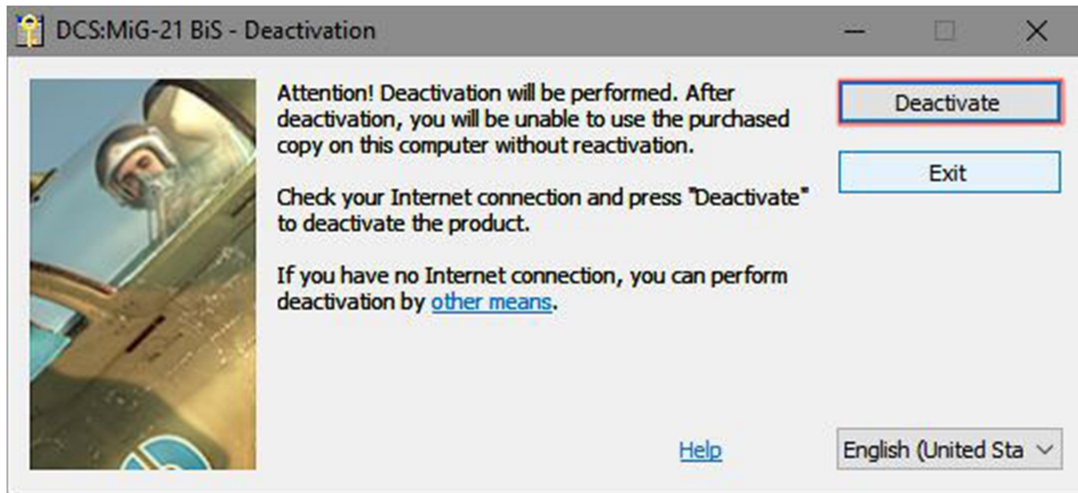 DCS:MiG-21 BiS - Deactivation
Attention! Deactivation will be performed. After
deactivation, you will be unable to use the purchased
copy on this computer without reactivation.
Check your Internet connection and press "Deactivate"
to deactivate the product.
If you have no Internet connection, you can perform
deactivation by other means.
Deactivate
Exit
Help
English (United Sta